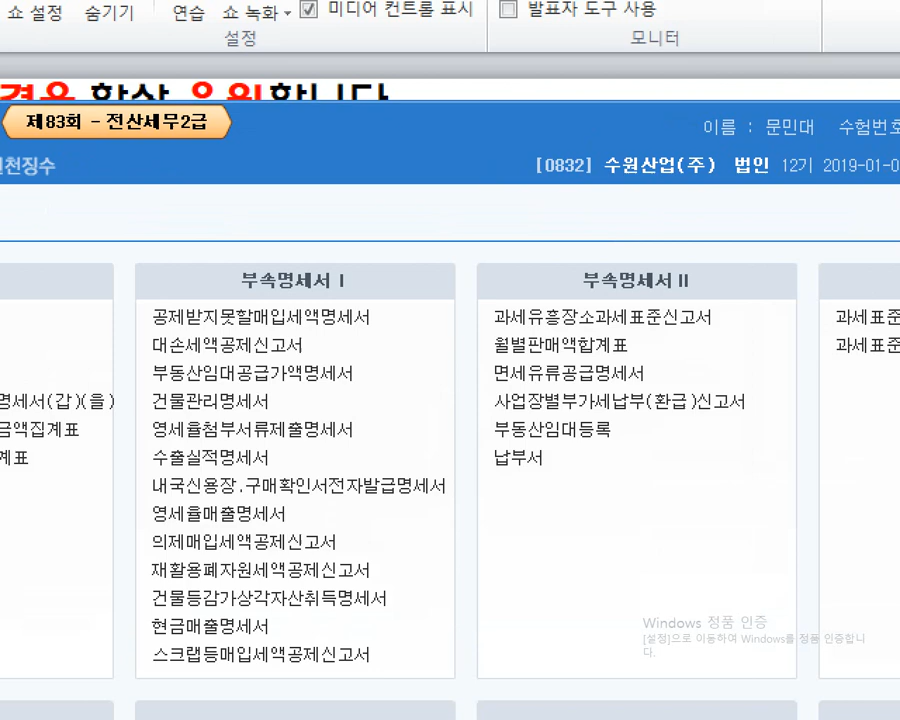 쇼 설정 숨기기 연습 쇼 녹화 미디어 컨트롤 표시 발표자 도구 사용
설정 모니터
항상 응원합니다
제83회 - 전산세무2급
이름 : 문민대 수험번호
원천징수
[0832] 수원산업(주) 법인 12기 2019-01-0
부속명세서 I
공제받지못할매입세액명세서
대손세액공제신고서
부동산임대공급가액명세서
건물관리명세서
영세율첨부서류제출명세서
수출실적명세서
내국신용장.구매확인서전자발급명세서
영세율매출명세서
의제매입세액공제신고서
재활용폐자원세액공제신고서
건물등감가상각자산취득명세서
현금매출명세서
스크랩등매입세액공제신고서
부속명세서 II
과세유흥장소과세표준신고서
월별판매액합계표
면세유류공급명세서
사업장별부가세납부(환급)신고서
부동산임대등록
납부서
명세서(갑)(을)
금액집계표
계표
과세표준
과세표준
Windows 정품 인증
[설정]으로 이동하여 Windows를 정품 인증합니
다.